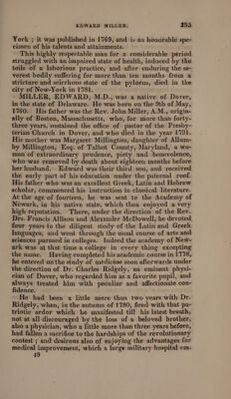 EDWARD MILLER. 385
York ; it was published in 1769, and is an honorable spe-
cimen of his talents and attainments.
This highly respectable man for a considerable period
struggled with an impaired state of health, induced by the
toils of a laborious practice, and after enduring the se-
verest bodily suffering for more than ten months from a
stricture and scirrhous state of the pylorus, died in the
city of New-York in 1781.
MILLER, EDWARD, M.D., was a native of Dover,
in the state of Delaware. He was born on the 9th of May,
1760. His father was the Rev. John Miller, A.M., origin-
ally of Boston, Massachusetts, who, for more than forty-
three years, sustained the office of pastor of the Presby-
terian Church in Dover, and who died in the year 1791.
His mother was Margaret Millington, daughter of Allum-
by Millington, Esq. of Talbot County, Maryland, a wo-
man of extraordinary prudence, piety and benevolence,
who was removed by death about eighteen months before
her husband. Edward was their third son, and received
the early part of his education under the paternal roof.
His father who was an excellent Greek, Latin and Hebrew
scholar, commenced his instruction in classical literature.
At the age of fourteen, he was sent to the Academy of
Newark, in his native state, which then enjoyed a very
high reputation. There, under the direction of the Rev.
Drs. Francis Allison and Alexander McDowell, he devoted
four years to the diligent study of the Latin and Greek
languages, and went through the usual course of arts and
sciences pursued in colleges. Indeed the academy of New-
ark was at that time a college in every thing excepting
the name. Having completed his academic course in 1778,
he entered on the study of medicine soon afterwards under
the direction of Dr. Charles Ridgely, an eminent physi-
cian of Dover, who regarded him as a favorite pupil, and
always treated him with peculiar and affectionate con-
fidence.
He had been a little more than two years with Dr.
Ridgely, when, in the autumn of 1780, fired with that pa-
triotic ardor which he manifested till his latest breath,
not at all discouraged by the loss of a beloved brother,
also a physician, who a little more than three years before,
had fallen a sacrifice to the hardships of the revolutionary
contest ; and desirous also of enjoying the advantages for
medical improvement, which a large military hospital em-
49